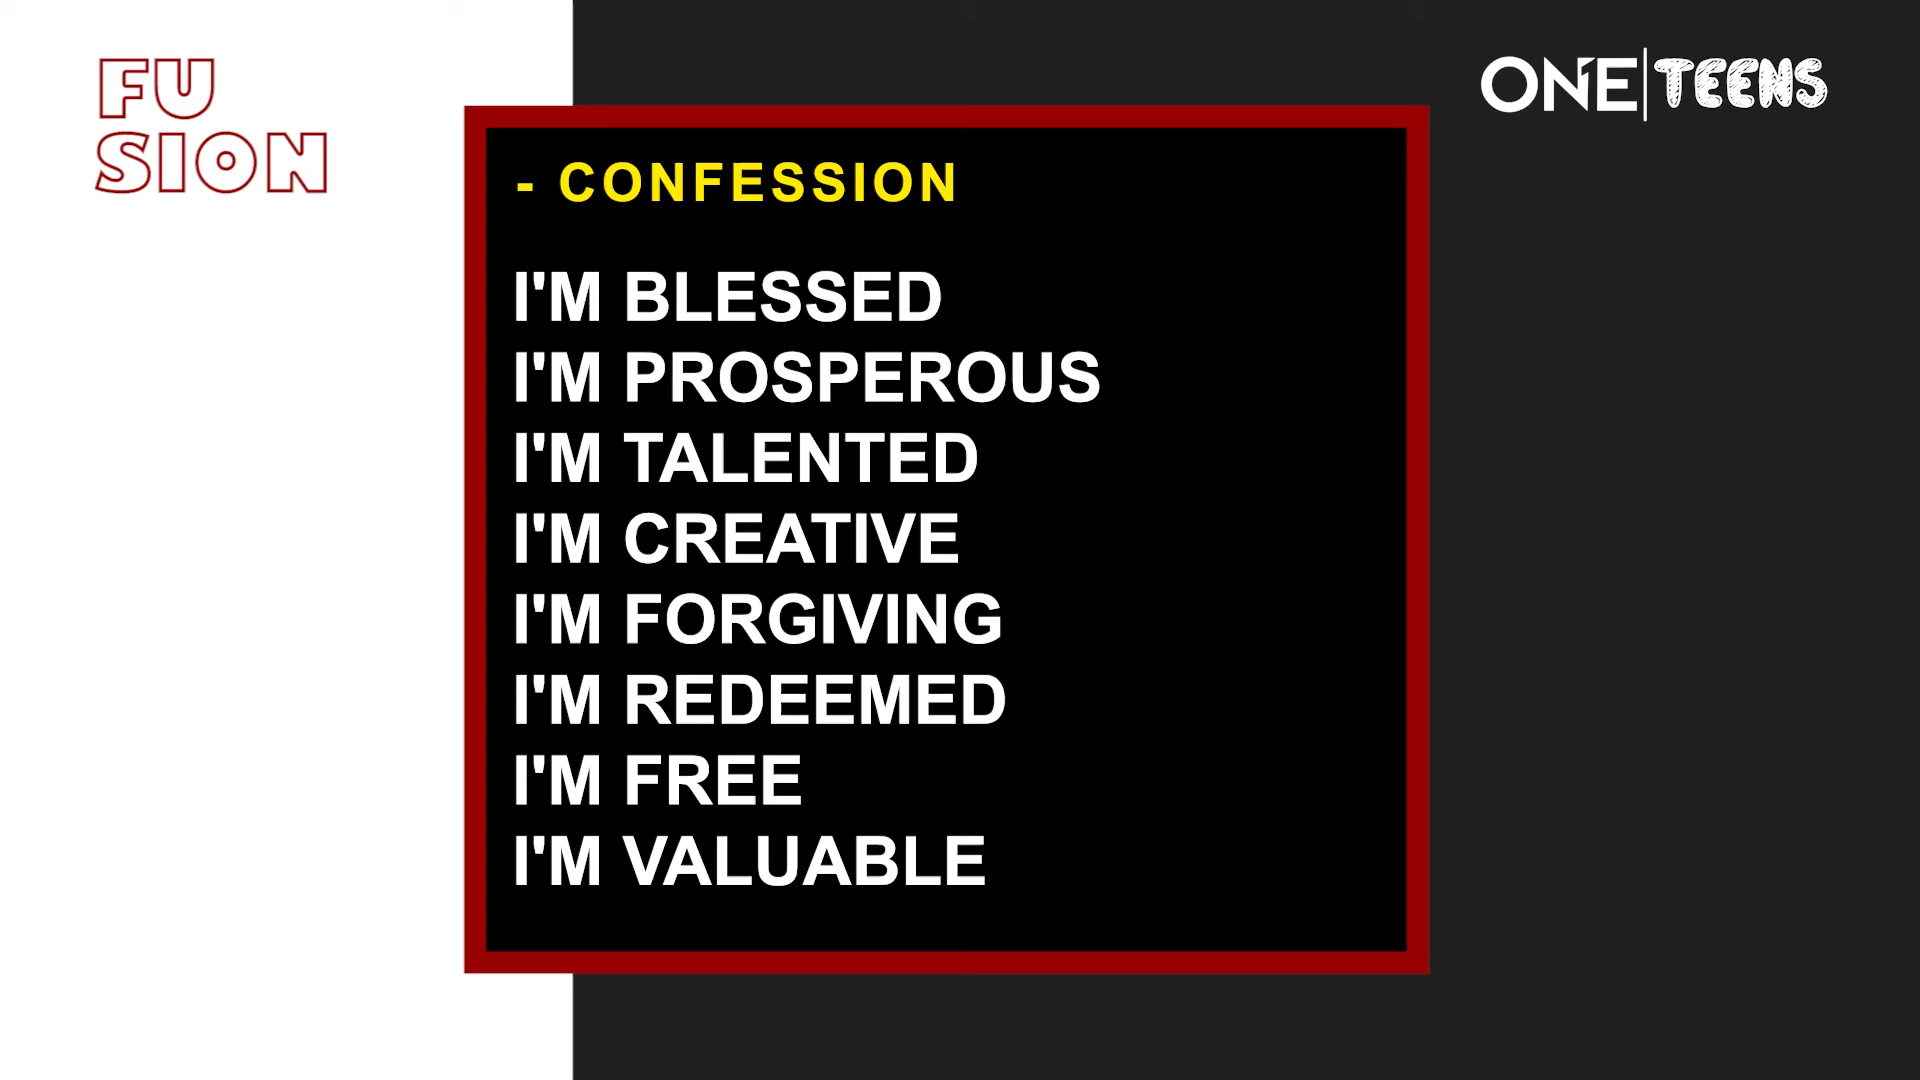 FU
SION
ONE|TEENS
- CONFESSION
I'M BLESSED
I'M PROSPEROUS
I'M TALENTED
I'M CREATIVE
I'M FORGIVING
I'M REDEEMED
I'M FREE
I'M VALUABLE